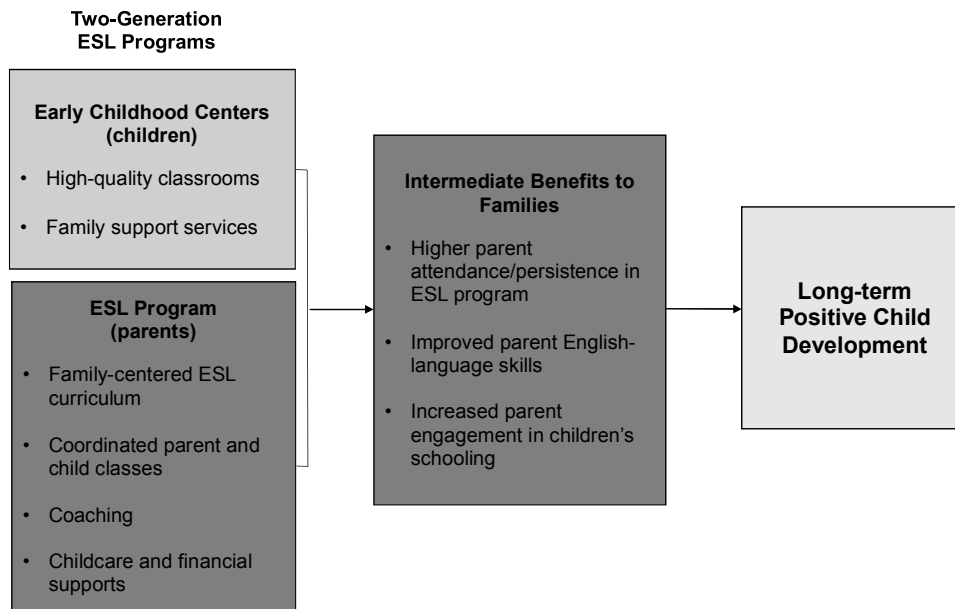 Two-Generation
ESL Programs
Early Childhood Centers
(children)
• High-quality classrooms
• Family support services
ESL Program
(parents)
• Family-centered ESL
curriculum
• Coordinated parent and
child classes
• Coaching
• Childcare and financial
supports
Intermediate Benefits to
Families
• Higher parent
attendance/persistence in
ESL program
• Improved parent English-
language skills
• Increased parent
engagement in children’s
schooling
Long-term
Positive Child
Development